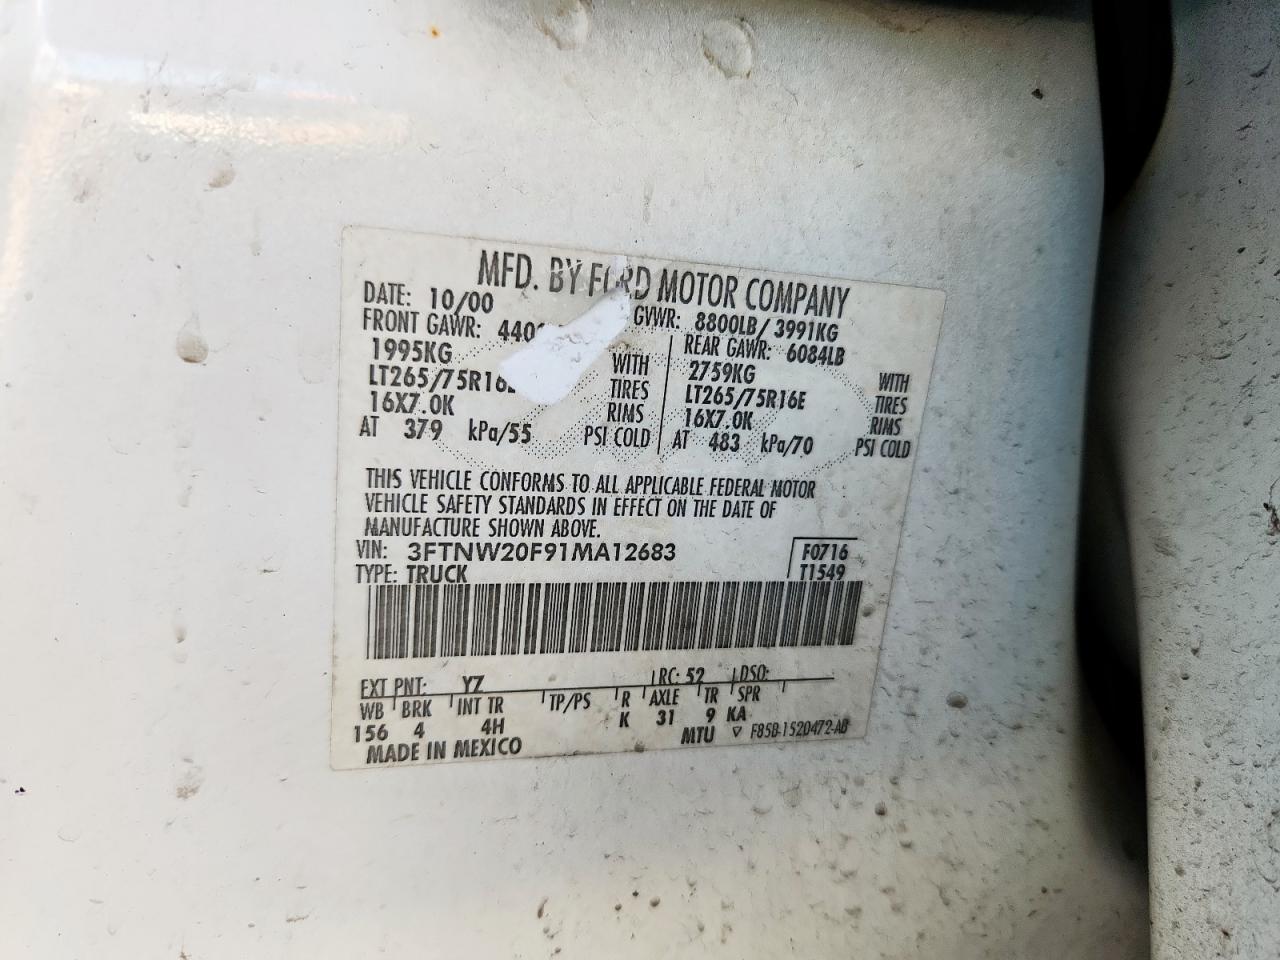 MFD. BY FORD MOTOR COMPANY
DATE: 10/00 GVWR: 8800LB/ 3991KG
FRONT GAWR: 440 REAR GAWR: 6084LB
1995KG WITH 2759KG WITH
LT265/75R16E TIRES LT265/75R16E TIRES
16X7.0K RIMS 16X7.0K RIMS
AT 379 kPa/55 PSI COLD AT 483 kPa/70 PSI COLD
THIS VEHICLE CONFORMS TO ALL APPLICABLE FEDERAL MOTOR
VEHICLE SAFETY STANDARDS IN EFFECT ON THE DATE OF
MANUFACTURE SHOWN ABOVE.
VIN: 3FTNW20F91MA12683 F0716
TYPE: TRUCK T1549
EXT PNT: YZ RC: 52 DSO:
WB BRK INT TR TP/PS R AXLE TR SPR
156 4 4H K 31 9 KA
MADE IN MEXICO MTU ▽ F85B-1520472-AB